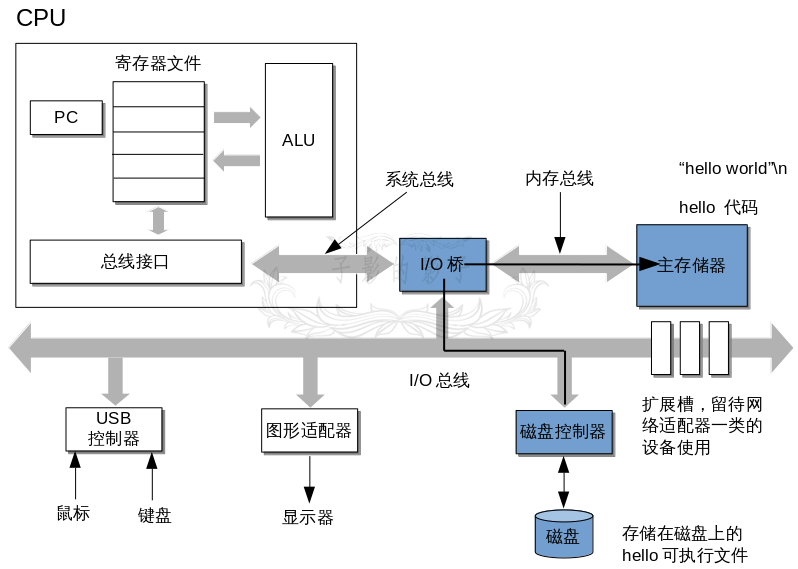 CPU
寄存器文件
PC
ALU
系统总线
内存总线
“hello world”\n
hello 代码
总线接口
I/O 桥
主存储器
I/O 总线
扩展槽，留待网
络适配器一类的
设备使用
USB
控制器
图形适配器
磁盘控制器
鼠标
键盘
显示器
磁盘
存储在磁盘上的
hello 可执行文件